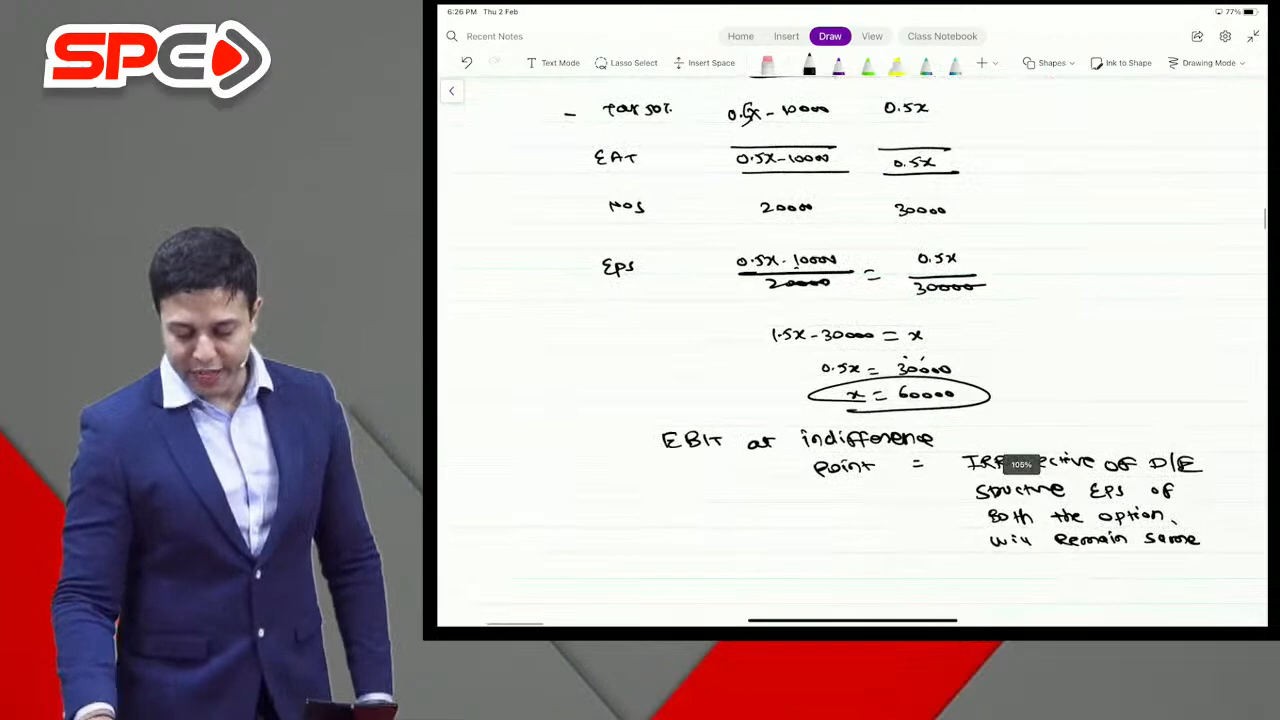 SPED
6:26 PM Thu 2 Feb
77%
Recent Notes
Home Insert Draw View Class Notebook
Text Mode Lasso Select Insert Space Shapes Ink to Shape Drawing Mode
- Tax 50% 0.5x - 10000 0.5x
EAT 0.5x-10000 0.5x
NOS 20000 30000
EPS 0.5x-10000 = 0.5x
20000 30000
1.5x-30000 = x
0.5x = 30000
x = 60000
EBIT at indifference
point = of D/E
105%
structure EPS of
Both the option,
will remain same